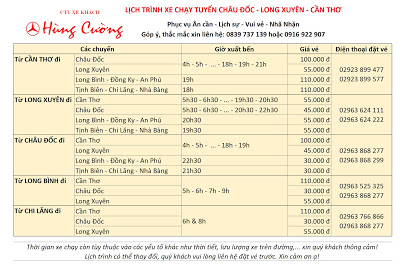 CTY XE KHÁCH
Hùng Cường
LỊCH TRÌNH XE CHẠY TUYẾN CHÂU ĐỐC - LONG XUYÊN - CẦN THƠ
Phục vụ Ân cần - Lịch sự - Vui vẻ - Nhã Nhặn
Góp ý, thắc mắc xin liên hệ: 0839 737 139 hoặc 0916 922 907
Các chuyến Giờ xuất bến Giá vé Điện thoại đặt vé
Từ CẦN THƠ đi Châu Đốc 4h - 5h - ... - 18h - 19h - 21h 100.000 đ 02923 899 477
Long Xuyên 55.000 đ 02923 899 577
Long Bình - Đồng Ky - An Phú 19h 110.000 đ
Tịnh Biên - Chi Lăng - Nhà Bàng 18h 110.000 đ
Từ LONG XUYÊN đi Cần Thơ 5h30 - 6h30 - ... - 19h30 - 20h30 55.000 đ 02963 624 111
Châu Đốc 5h30 - 6h30 - ... - 20h30 - 22h30 45.000 đ 02963 624 222
Long Bình - Đồng Ky - An Phú 20h30 55.000 đ
Tịnh Biên - Chi Lăng - Nhà Bàng 19h30 55.000 đ
Từ CHÂU ĐỐC đi Cần Thơ 4h - 5h - ... - 18h - 19h 100.000 đ 02963 868 277
Long Xuyên 45.000 đ 02963 868 299
Long Bình - Đồng Ky - An Phú 22h30 30.000 đ
Tịnh Biên - Chi Lăng - Nhà Bàng 21h30 30.000 đ
Từ LONG BÌNH đi Cần Thơ 5h - 6h - 7h - 9h 110.000 đ 02963 525 325
Châu Đốc 30.000 đ 02963 868 277
Long Xuyên 55.000 đ
Từ CHI LĂNG đi Cần Thơ 6h & 8h 110.000 đ 02963 766 866
Châu Đốc 30.000 đ 02963 868 277
Long Xuyên 55.000 đ
Thời gian xe chạy còn tùy thuộc vào các yếu tố khác như thời tiết, lưu lượng xe trên đường,... xin quý khách thông cảm!
Lịch trình có thể thay đổi, quý khách vui lòng liên hệ đặt vé trước. Xin cảm ơn ạ!